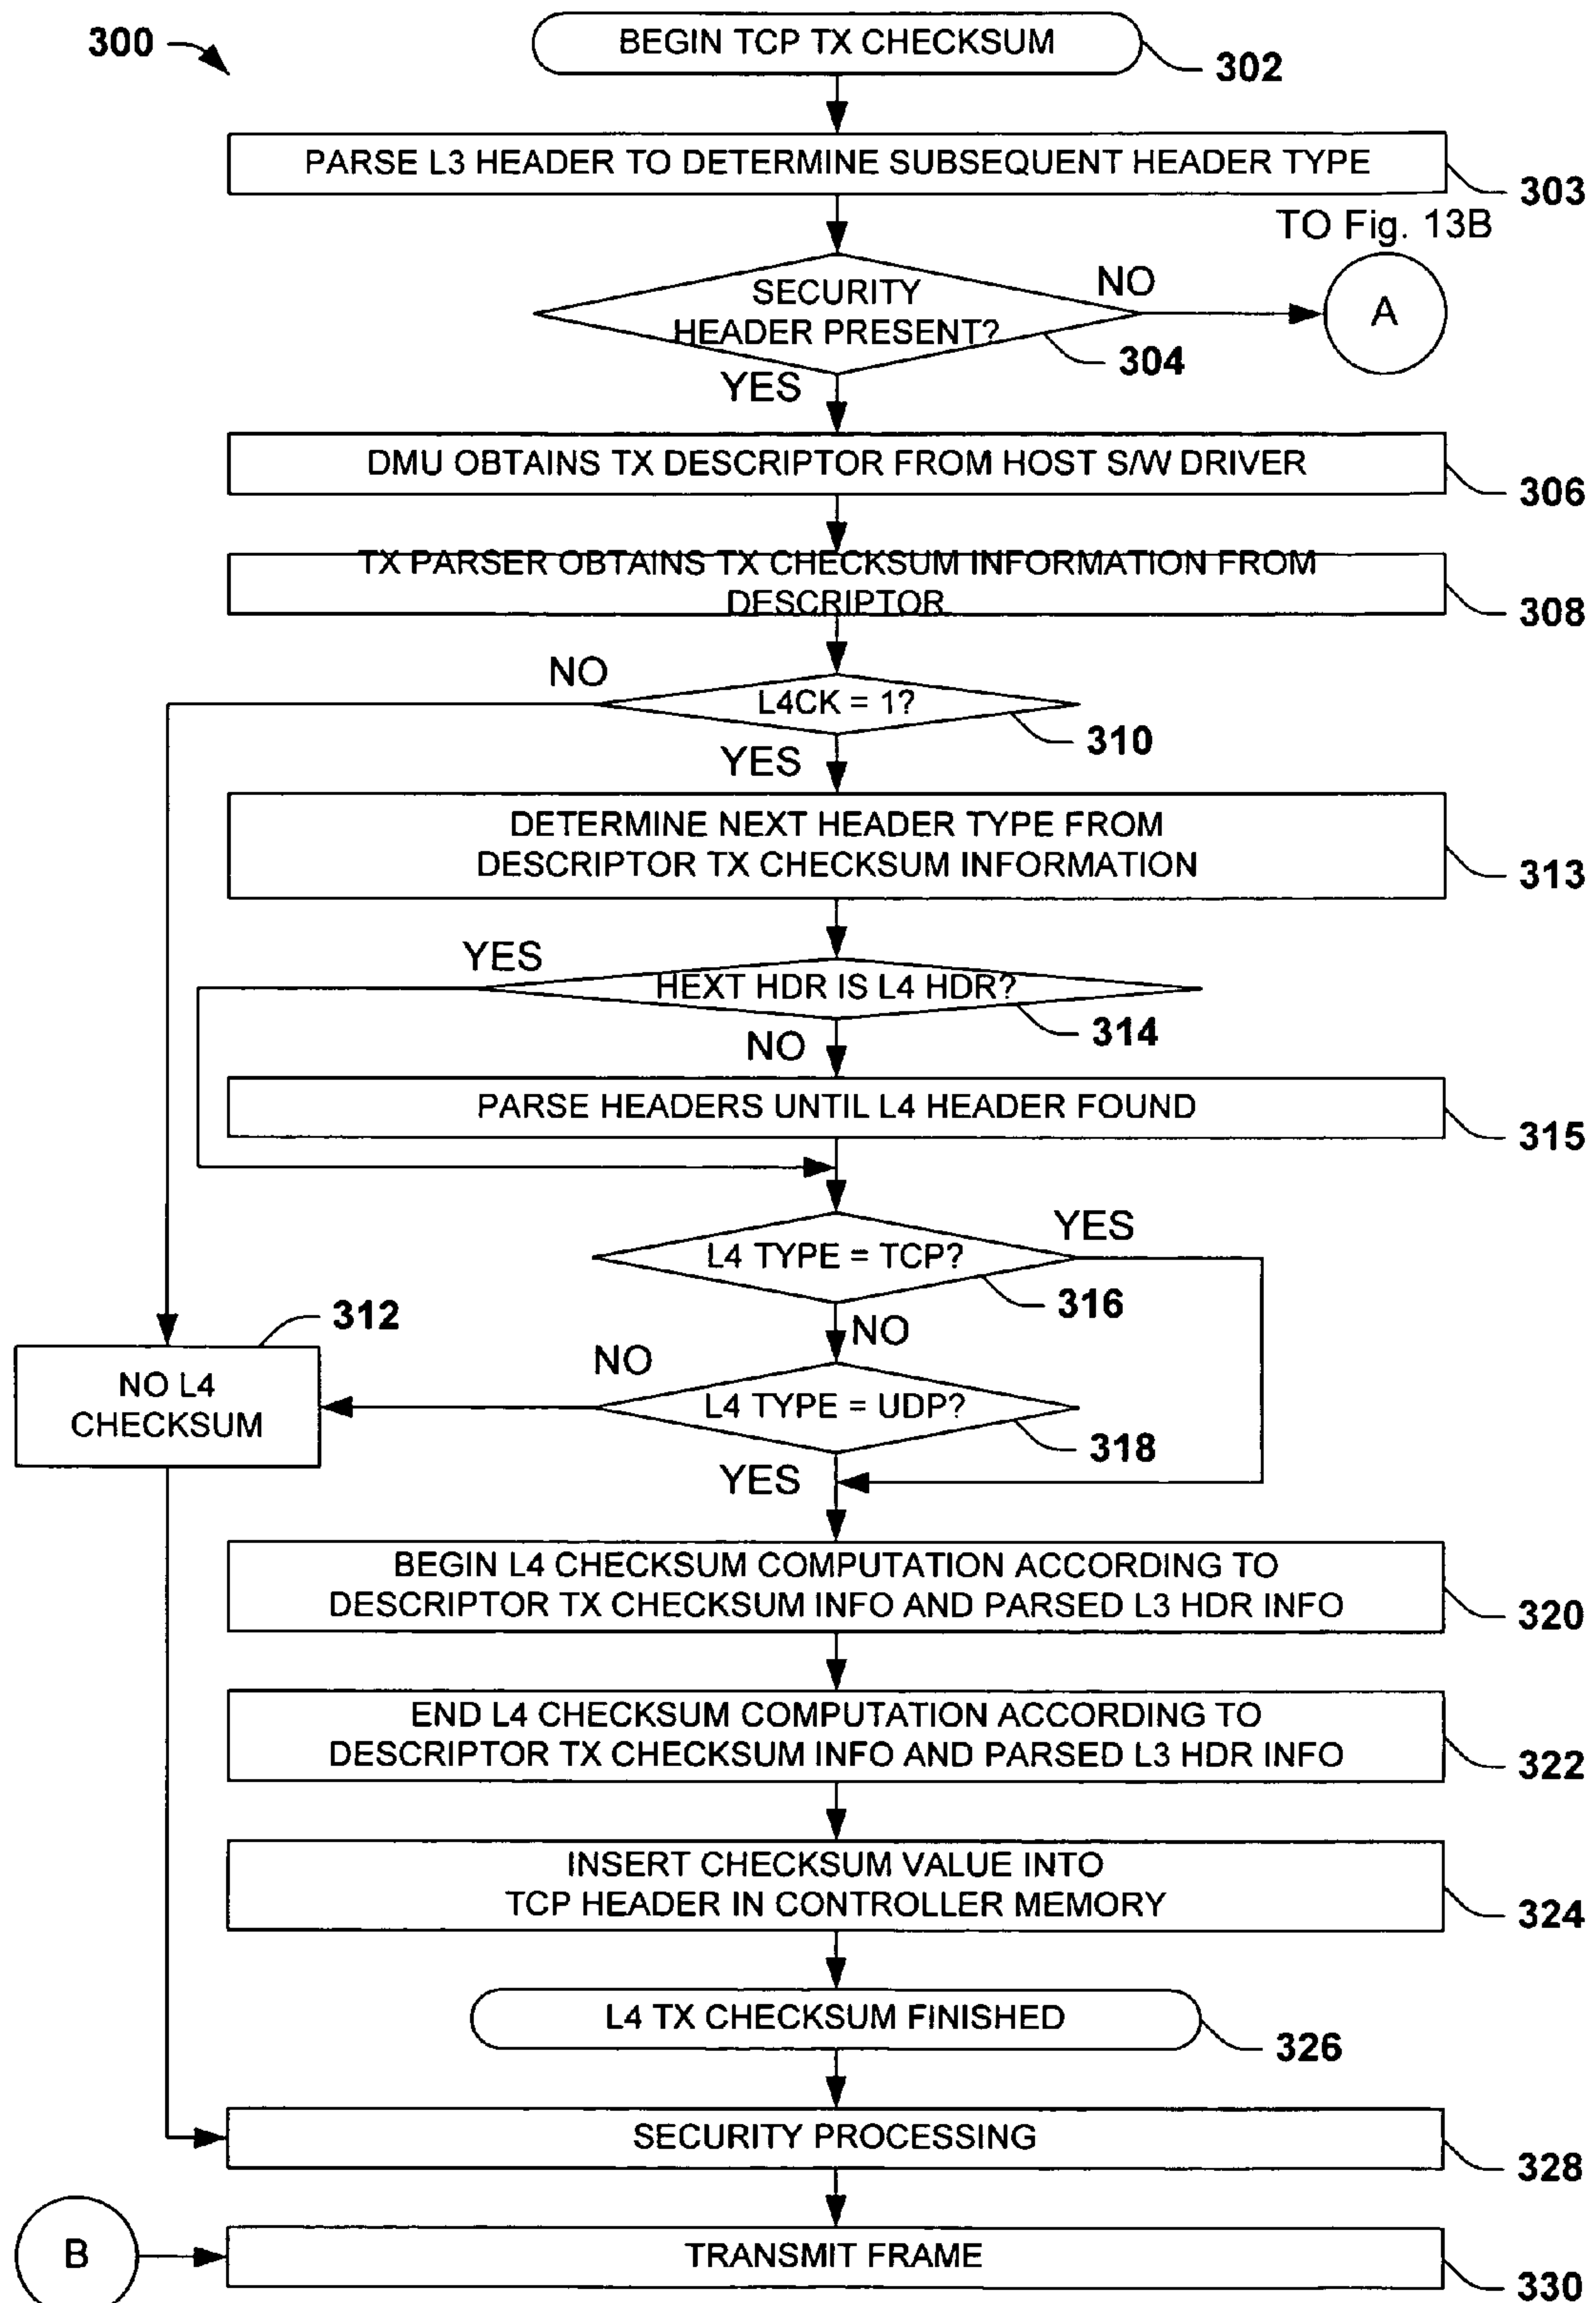 300
BEGIN TCP TX CHECKSUM
302
PARSE L3 HEADER TO DETERMINE SUBSEQUENT HEADER TYPE
303
TO Fig. 13B
SECURITY
HEADER PRESENT?
NO
A
304
YES
DMU OBTAINS TX DESCRIPTOR FROM HOST S/W DRIVER
306
TX PARSER OBTAINS TX CHECKSUM INFORMATION FROM
DESCRIPTOR
308
NO
L4CK = 1?
310
YES
DETERMINE NEXT HEADER TYPE FROM
DESCRIPTOR TX CHECKSUM INFORMATION
313
YES
HEXT HDR IS L4 HDR?
314
NO
PARSE HEADERS UNTIL L4 HEADER FOUND
315
YES
L4 TYPE = TCP?
316
312
NO
NO L4
CHECKSUM
NO
L4 TYPE = UDP?
318
YES
BEGIN L4 CHECKSUM COMPUTATION ACCORDING TO
DESCRIPTOR TX CHECKSUM INFO AND PARSED L3 HDR INFO
320
END L4 CHECKSUM COMPUTATION ACCORDING TO
DESCRIPTOR TX CHECKSUM INFO AND PARSED L3 HDR INFO
322
INSERT CHECKSUM VALUE INTO
TCP HEADER IN CONTROLLER MEMORY
324
L4 TX CHECKSUM FINISHED
326
SECURITY PROCESSING
328
B
TRANSMIT FRAME
330